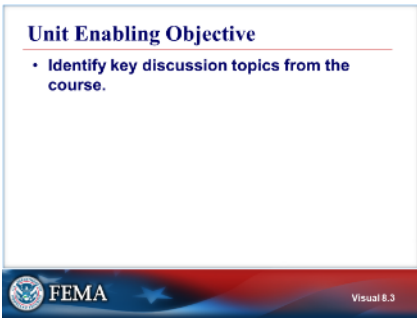 Unit Enabling Objective
• Identify key discussion topics from the
course.
FEMA
Visual 8.3